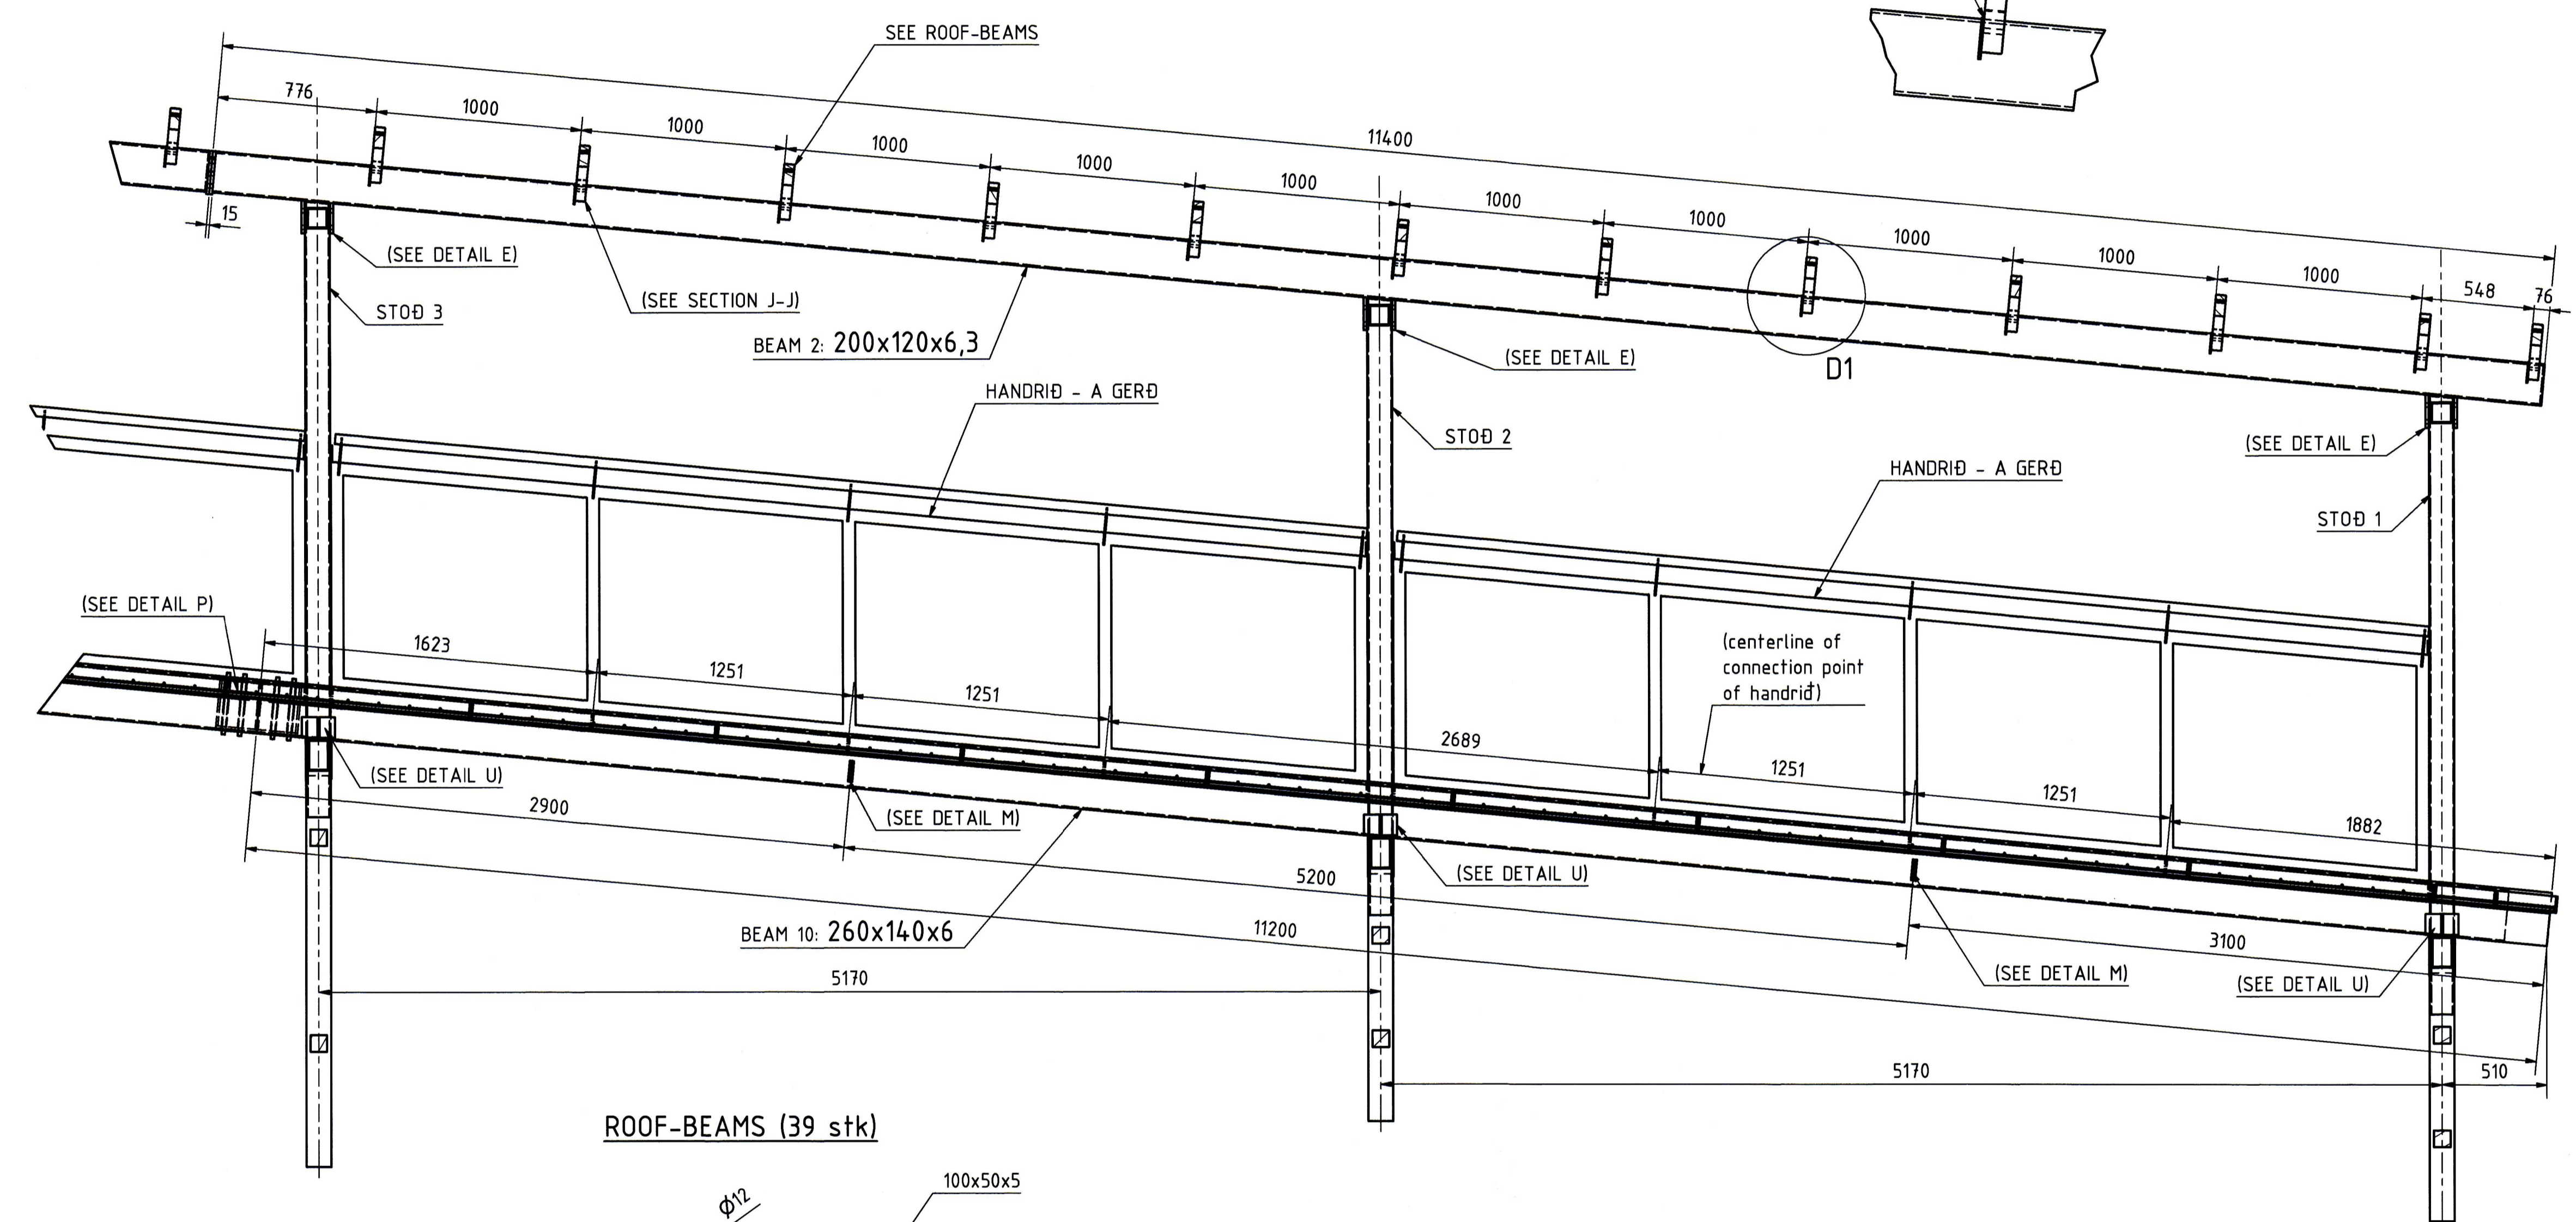 SEE ROOF-BEAMS
11400
776
1000
1000
1000
1000
1000
1000
1000
1000
1000
1000
548
76
15
(SEE DETAIL E)
(SEE SECTION J-J)
STOÐ 3
BEAM 2: 200x120x6,3
(SEE DETAIL E)
D1
HANDRIÐ - A GERÐ
STOÐ 2
(SEE DETAIL E)
HANDRIÐ - A GERÐ
STOÐ 1
(SEE DETAIL P)
1623
1251
1251
2689
(centerline of
connection point
of handrið)
1251
1251
1882
(SEE DETAIL U)
2900
(SEE DETAIL M)
5200
(SEE DETAIL U)
BEAM 10: 260x140x6
11200
3100
(SEE DETAIL M)
(SEE DETAIL U)
5170
5170
510
ROOF-BEAMS (39 stk)
Φ12
100x50x5